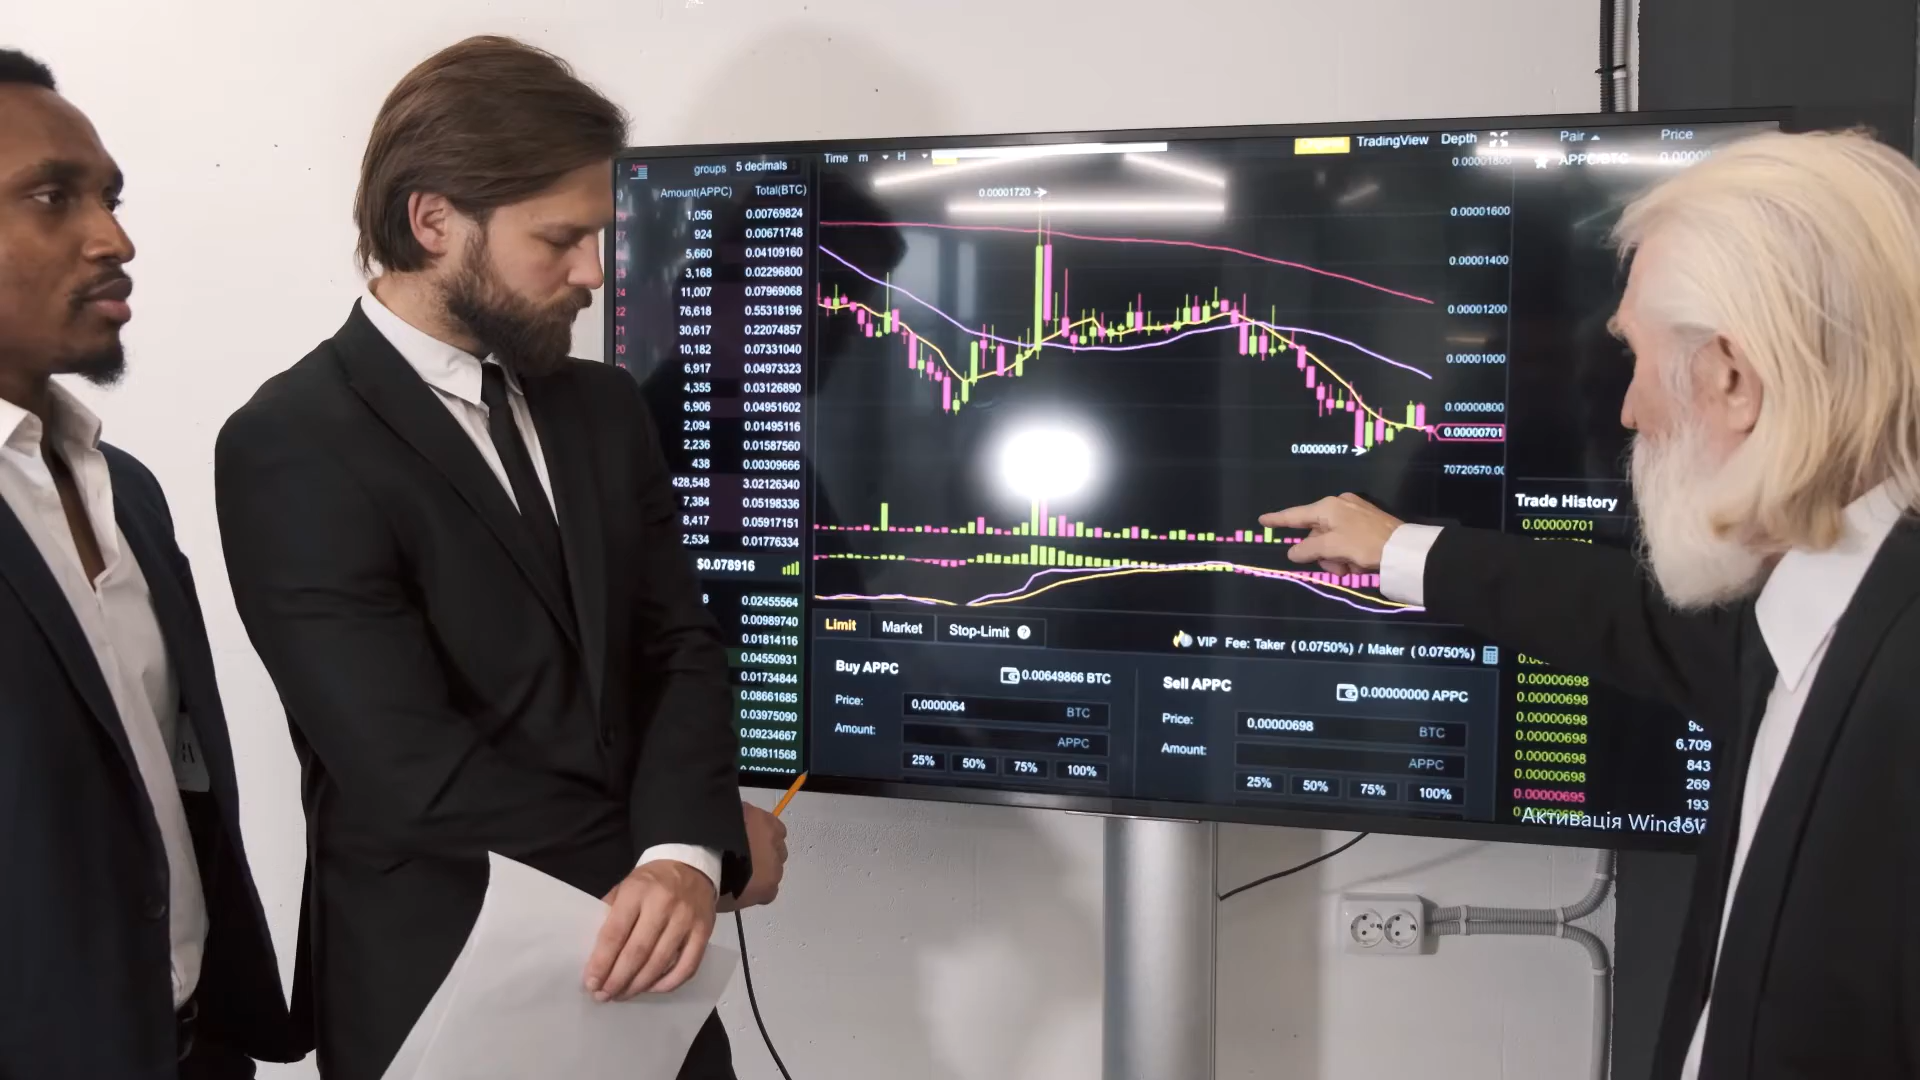 groups 5 decimals
Amount(APPC) Total(BTC)
1,056 0.00769824
924 0.00671748
5,660 0.04109160
3,168 0.02296800
11,007 0.07969068
76,618 0.55318196
30,617 0.22074857
10,182 0.07331040
6,917 0.04973323
4,355 0.03126890
6,906 0.04951602
2,094 0.01495116
2,236 0.01587560
438 0.00309666
428,548 3.02126340
7,384 0.05198336
8,417 0.05917151
2,534 0.01776334
$0.078916
8 0.02455564
0.00989740
0.01814116
0.04550931
0.01734844
0.08661685
0.03975090
0.09234667
0.09811568
Time m H
TradingView Depth
0.00001720
0.00001800
0.00001600
0.00001400
0.00001200
0.00001000
0.00000800
0.00000701
0.00000617
70720570.00
Limit Market Stop-Limit ?
VIP Fee: Taker (0.0750%) / Maker (0.0750%)
Buy APPC 0.00649866 BTC
Price: 0,0000064 BTC
Amount: APPC
25% 50% 75% 100%
Sell APPC 0.00000000 APPC
Price: 0,00000698 BTC
Amount: APPC
25% 50% 75% 100%
Pair Price
APPC/BTC
Trade History
0.00000701
0.00000698
0.00000698
0.00000698
0.00000698
0.00000698 6,709
0.00000698 843
269
0.00000695 193
Активація Windov